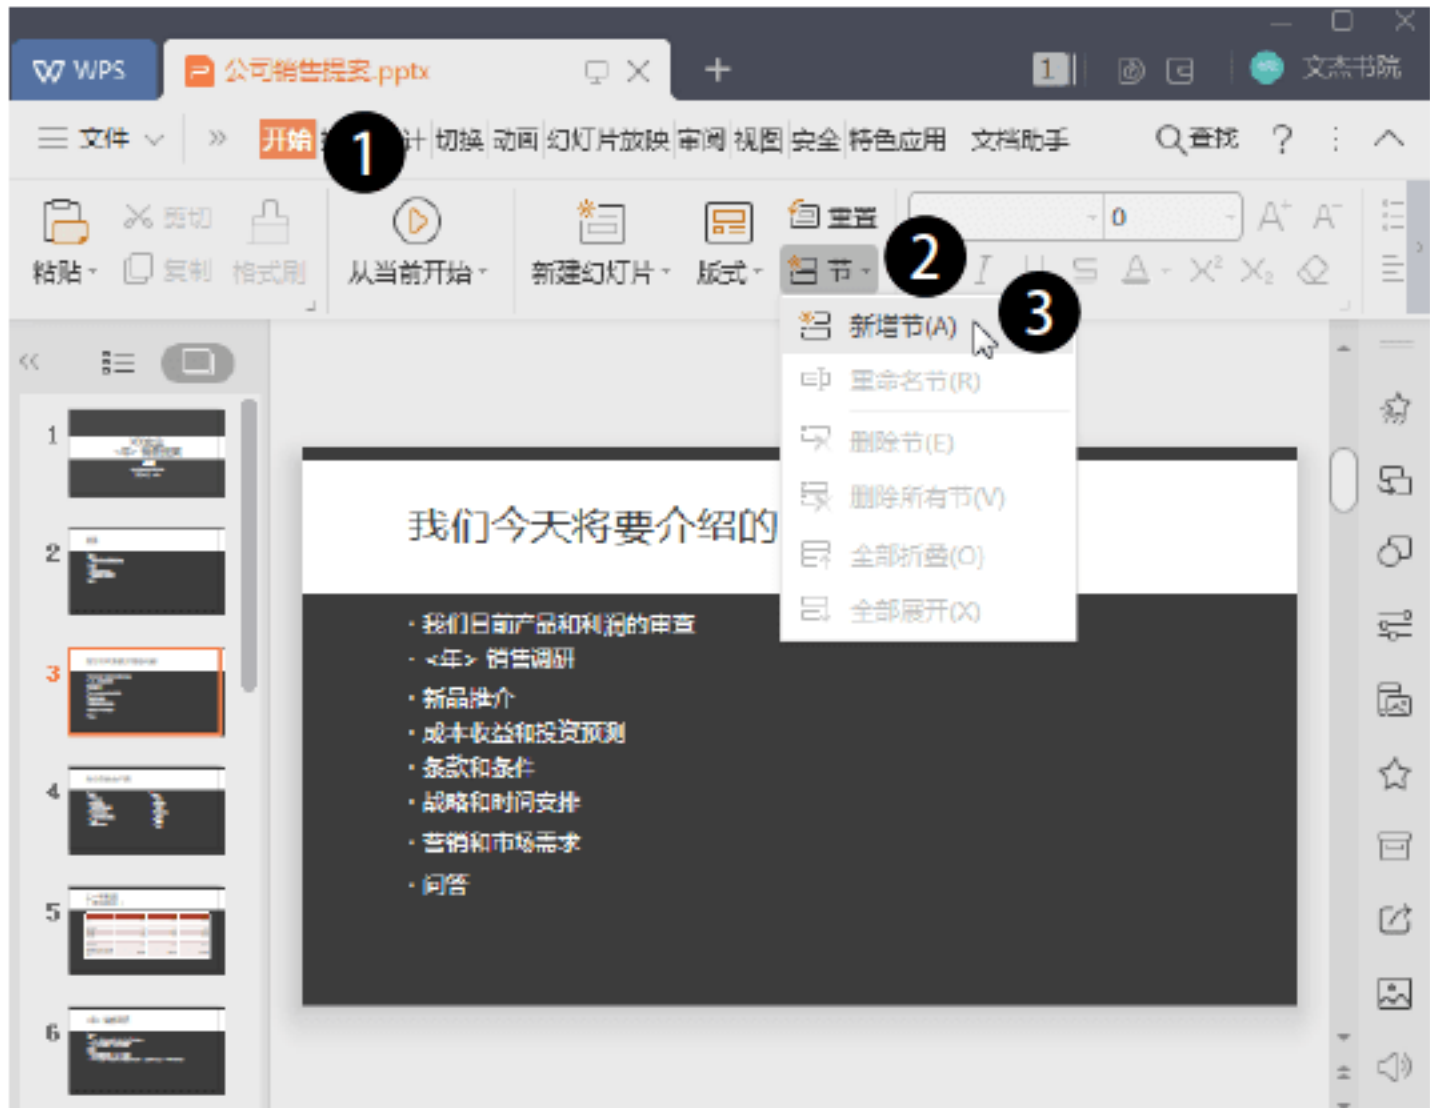 WPS 公司销售提案.pptx 1 文杰书院
文件 开始 1 计 切换 动画 幻灯片放映 审阅 视图 安全 特色应用 文档助手 查找 ?
剪切 重置 0 A+ A-
粘贴 复制 格式刷 从当前开始 新建幻灯片 版式 节 2 I U S A X² X₂
新增节(A) 3
重命名节(R)
删除节(E)
删除所有节(V)
全部折叠(O)
全部展开(X)
1
2
3
4
5
6
我们今天将要介绍的
· 我们目前产品和利润的审查
· <年> 销售调研
· 新品推介
· 成本收益和投资预测
· 条款和条件
· 战略和时间安排
· 营销和市场需求
· 问答